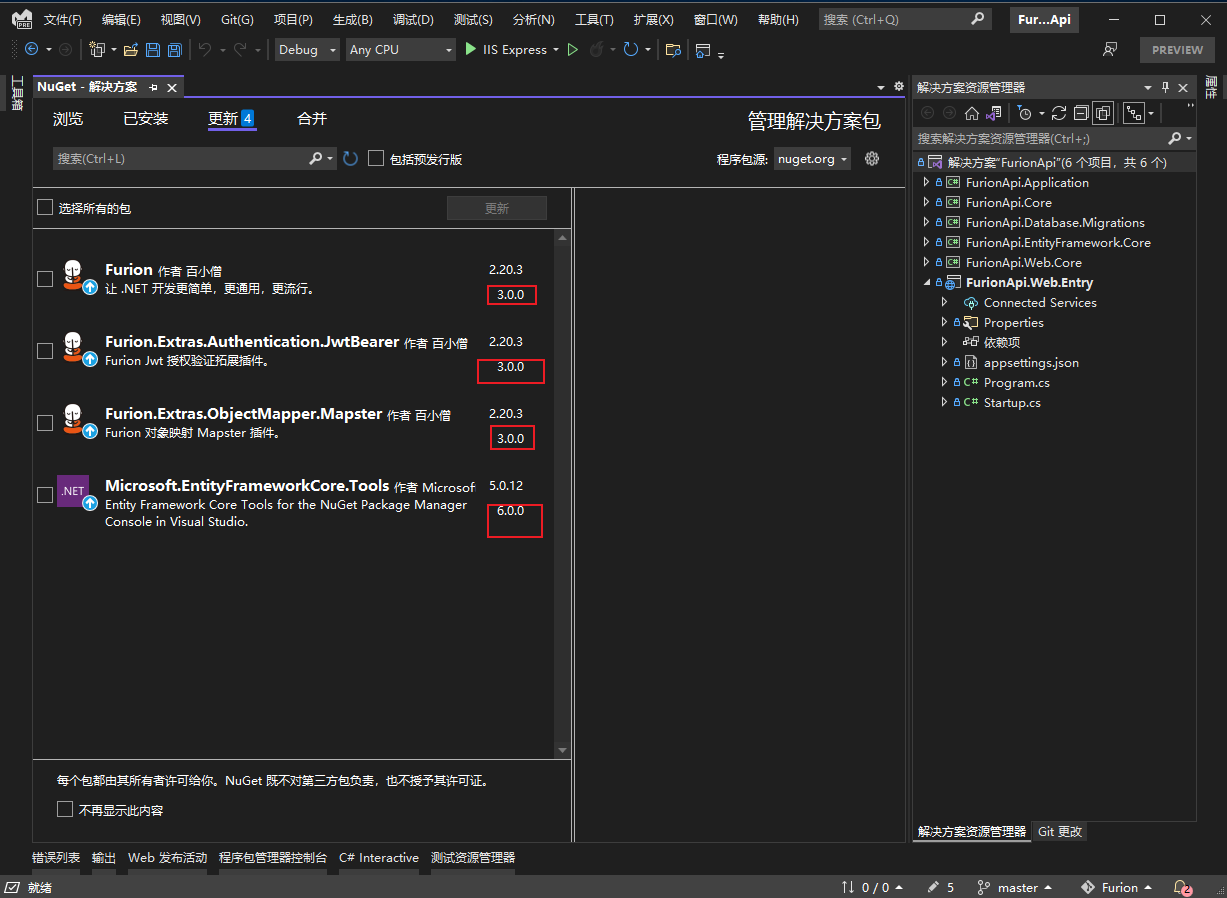 文件(F) 编辑(E) 视图(V) Git(G) 项目(P) 生成(B) 调试(D) 测试(S) 分析(N) 工具(T) 扩展(X) 窗口(W) 帮助(H) 搜索 (Ctrl+Q) Fur...Api
Debug Any CPU IIS Express PREVIEW
工具箱
NuGet - 解决方案
浏览 已安装 更新 4 合并
管理解决方案包
搜索(Ctrl+L) 包括预发行版 程序包源: nuget.org
选择所有的包 更新
Furion 作者 百小僧 2.20.3
让 .NET 开发更简单，更通用，更流行。 3.0.0
Furion.Extras.Authentication.JwtBearer 作者 百小僧 2.20.3
Furion Jwt 授权验证拓展插件。 3.0.0
Furion.Extras.ObjectMapper.Mapster 作者 百小僧 2.20.3
Furion 对象映射 Mapster 插件。 3.0.0
.NET
Microsoft.EntityFrameworkCore.Tools 作者 Microsof 5.0.12
Entity Framework Core Tools for the NuGet Package Manager 6.0.0
Console in Visual Studio.
每个包都由其所有者许可给你。NuGet 既不对第三方包负责，也不授予其许可证。
不再显示此内容
解决方案资源管理器
搜索解决方案资源管理器(Ctrl+;)
解决方案"FurionApi"(6 个项目，共 6 个)
C# FurionApi.Application
C# FurionApi.Core
C# FurionApi.Database.Migrations
C# FurionApi.EntityFramework.Core
C# FurionApi.Web.Core
FurionApi.Web.Entry
Connected Services
Properties
依赖项
appsettings.json
C# Program.cs
C# Startup.cs
解决方案资源管理器 Git 更改
属性
错误列表 输出 Web 发布活动 程序包管理器控制台 C# Interactive 测试资源管理器
就绪 0 / 0 5 master Furion 2